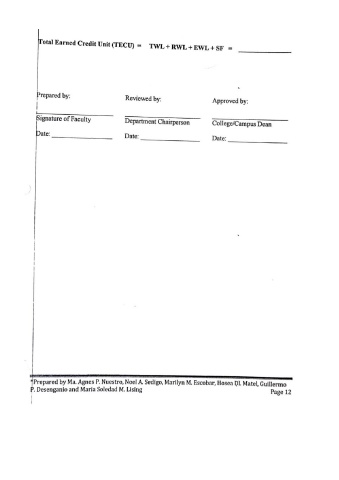 Total Earned Credit Unit (TECU) = TWL + RWL + EWL + SF = ____________
Prepared by: Reviewed by: Approved by:
Signature of Faculty Department Chairperson College/Campus Dean
Date: ____________ Date: ____________ Date: ____________
Prepared by Ma. Agnes P. Nuestro, Noel A. Sedigo, Marilyn M. Escobar, Hosea DL Matel, Guillermo
P. Desenganio and Maria Soledad M. Lising
Page 12